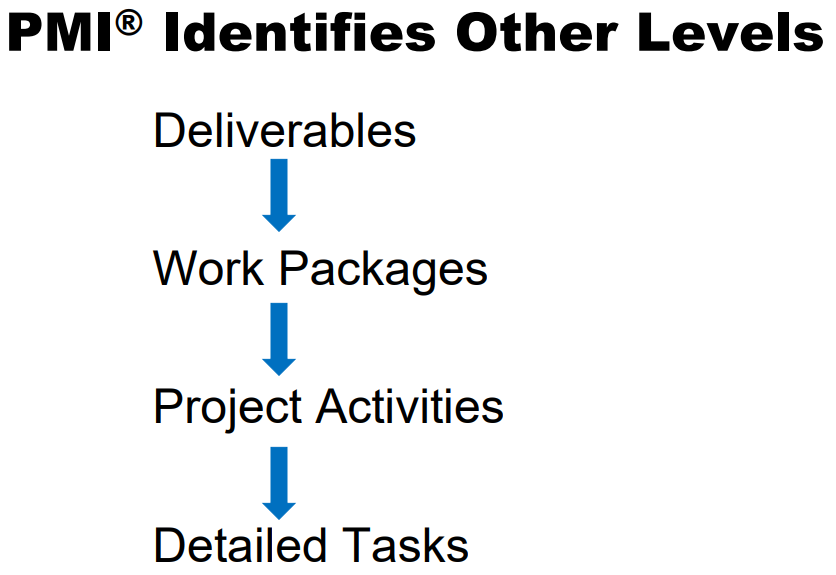 PMI® Identifies Other Levels
Deliverables
Work Packages
Project Activities
Detailed Tasks